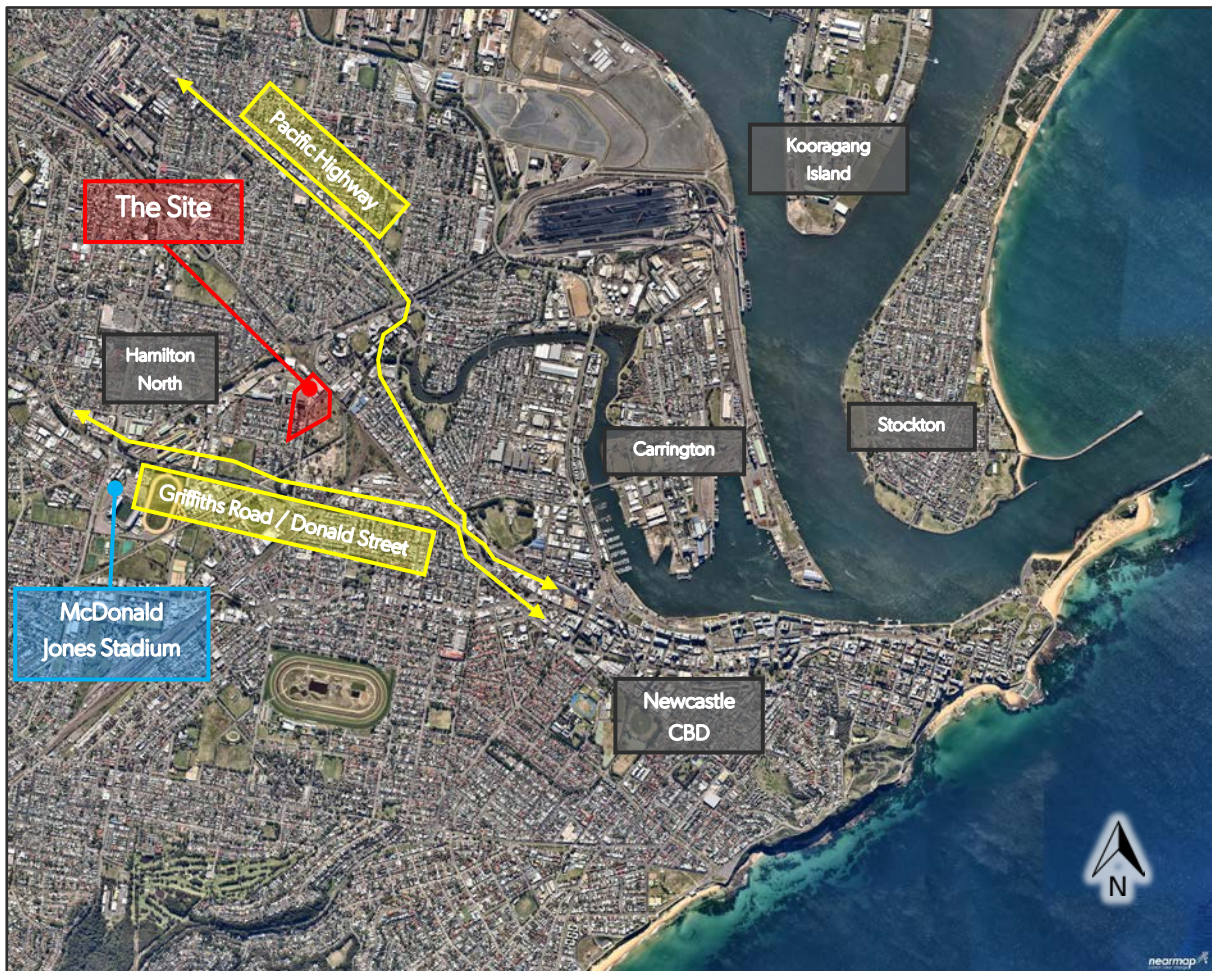 Pacific Highway
Kooragang
Island
The Site
Hamilton
North
Stockton
Carrington
Griffiths Road / Donald Street
McDonald
Jones Stadium
Newcastle
CBD
N
nearmap